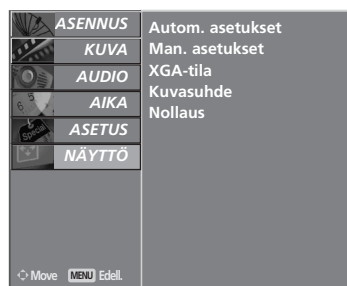 ASENNUS
KUVA
AUDIO
AIKA
ASETUS
NÄYTTÖ
Autom. asetukset
Man. asetukset
XGA-tila
Kuvasuhde
Nollaus
Move MENU Edell.